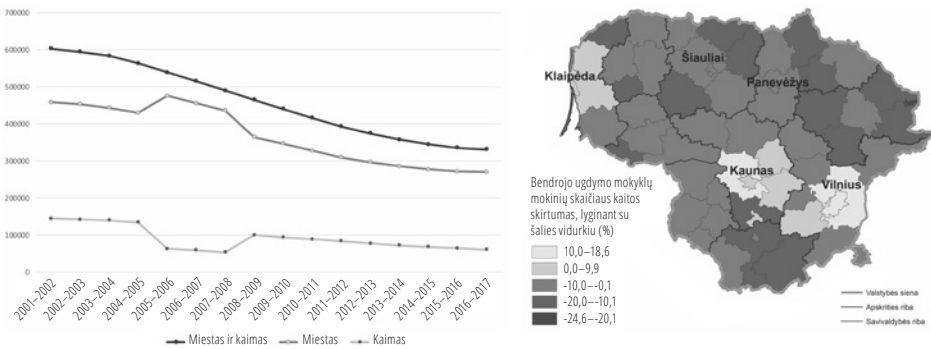 700000
600000
500000
400000
300000
200000
100000
0
2001–2002
2002–2003
2003–2004
2004–2005
2005–2006
2006–2007
2007–2008
2008–2009
2009–2010
2010–2011
2011–2012
2012–2013
2013–2014
2014–2015
2015–2016
2016–2017
Miestas ir kaimas Miestas Kaimas
Klaipėda
Šiauliai
Panevėžys
Kaunas
Vilnius
Bendrojo ugdymo mokyklų
mokinių skaičiaus kaitos
skirtumas, lyginant su
šalies vidurkiu (%)
10,0–18,6
0,0–9,9
-10,0–-0,1
-20,0–-10,1
-24,6–-20,1
Valstybės siena
Apskrities riba
Savivaldybės riba